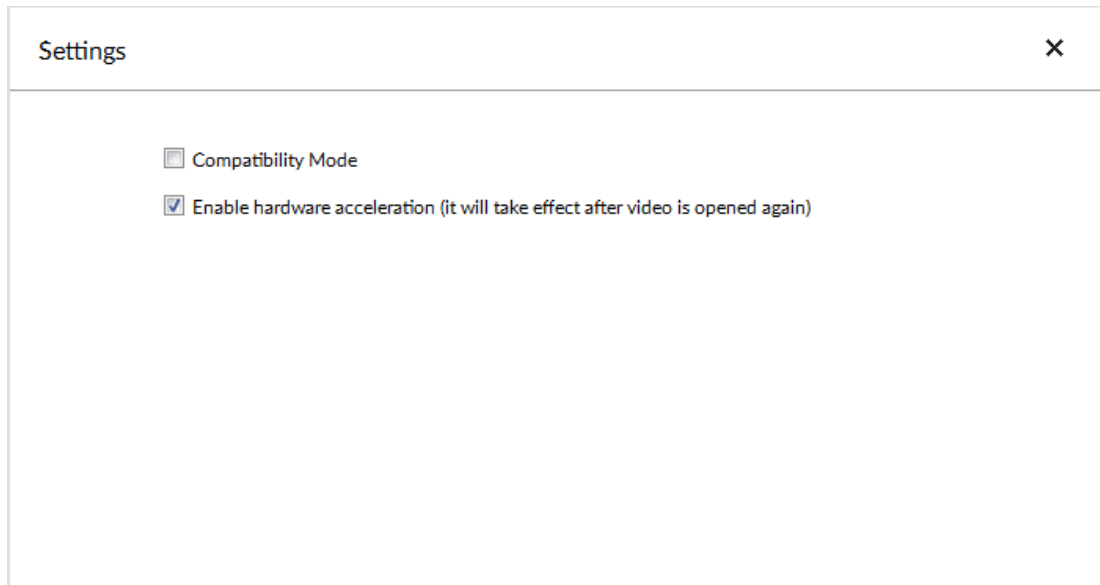 Settings
Compatibility Mode
Enable hardware acceleration (it will take effect after video is opened again)